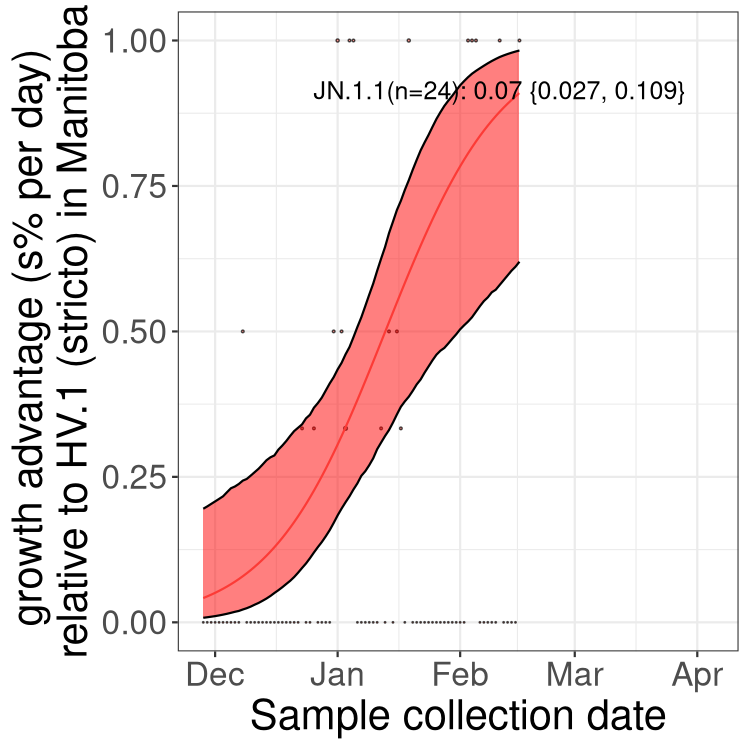 growth advantage (s% per day)
relative to HV.1 (stricto) in Manitoba
1.00
0.75
0.50
0.25
0.00
JN.1.1(n=24): 0.07 {0.027, 0.109}
Dec Jan Feb Mar Apr
Sample collection date